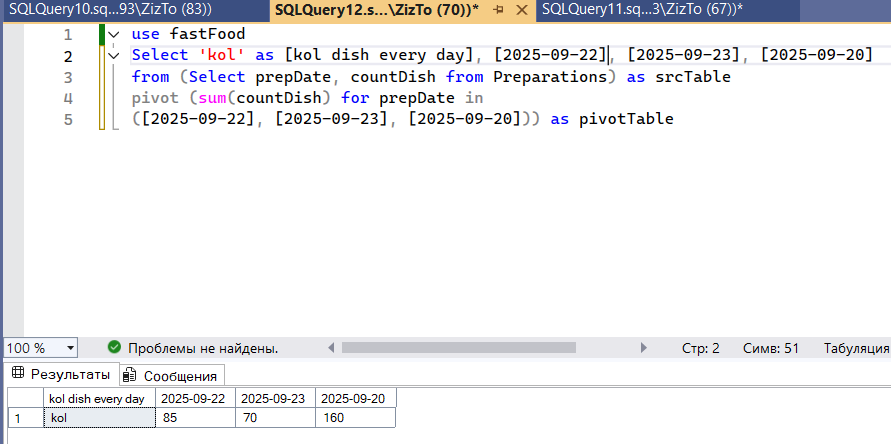 SQLQuery10.sq...93\ZizTo (83)) SQLQuery12.s...\ZizTo (70))* SQLQuery11.s...3\ZizTo (67))*
1 use fastFood
2 Select 'kol' as [kol dish every day], [2025-09-22], [2025-09-23], [2025-09-20]
3 from (Select prepDate, countDish from Preparations) as srcTable
4 pivot (sum(countDish) for prepDate in
5 ([2025-09-22], [2025-09-23], [2025-09-20])) as pivotTable
100 % Проблемы не найдены. Стр: 2 Симв: 51 Табуляция
Результаты Сообщения
kol dish every day 2025-09-22 2025-09-23 2025-09-20
1 kol 85 70 160